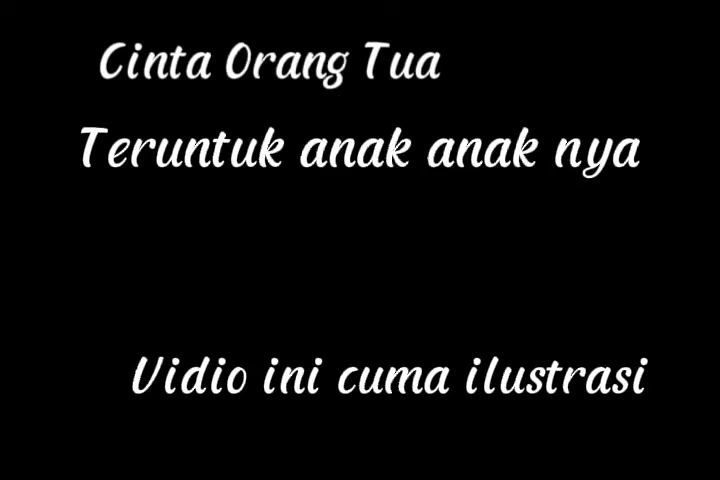 Cinta Orang Tua
Teruntuk anak anak nya
Vidio ini cuma ilustrasi